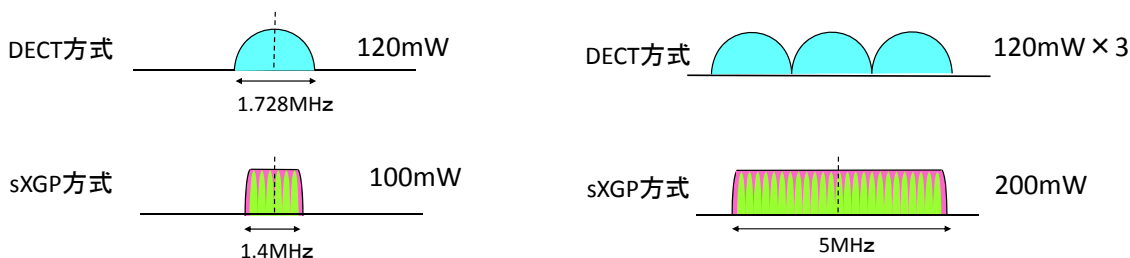 DECT方式
120mW
1.728MHz
sXGP方式
100mW
1.4MHz
DECT方式
120mW×3
sXGP方式
200mW
5MHz